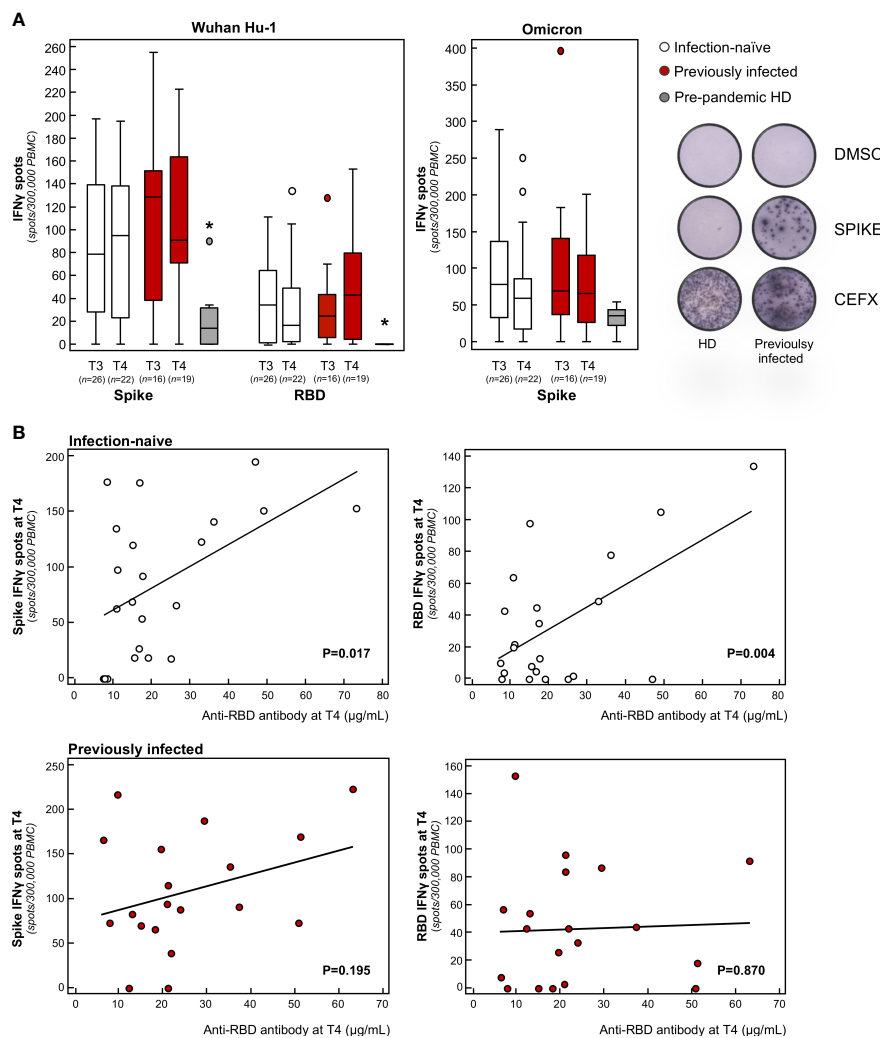 A
Wuhan Hu-1
Omicron
IFNγ spots
(spots/300,000 PBMC)
260
240
220
200
180
160
140
120
100
80
60
40
20
0
*
*
T3 T4 T3 T4 T3 T4 T3 T4
(n=26) (n=22) (n=16) (n=19) (n=26) (n=22) (n=16) (n=19)
Spike RBD
IFNγ spots
(spots/300,000 PBMC)
400
350
300
250
200
150
100
50
0
T3 T4 T3 T4
(n=26) (n=22) (n=16) (n=19)
Spike
Infection-naïve
Previously infected
Pre-pandemic HD
DMSO
SPIKE
CEFX
HD
Previoulsy
infected
B
Infection-naive
Spike IFNγ spots at T4
(spots/300,000 PBMC)
200
150
100
50
0
P=0.017
0 10 20 30 40 50 60 70 80
Anti-RBD antibody at T4 (µg/mL)
RBD IFNγ spots at T4
(spots/300,000 PBMC)
140
120
100
80
60
40
20
0
P=0.004
0 10 20 30 40 50 60 70 80
Anti-RBD antibody at T4 (µg/mL)
Previously infected
Spike IFNγ spots at T4
(spots/300,000 PBMC)
250
200
150
100
50
0
P=0.195
0 10 20 30 40 50 60 70
Anti-RBD antibody at T4 (µg/mL)
RBD IFNγ spots at T4
(spots/300,000 PBMC)
160
140
120
100
80
60
40
20
0
P=0.870
0 10 20 30 40 50 60 70
Anti-RBD antibody at T4 (µg/mL)